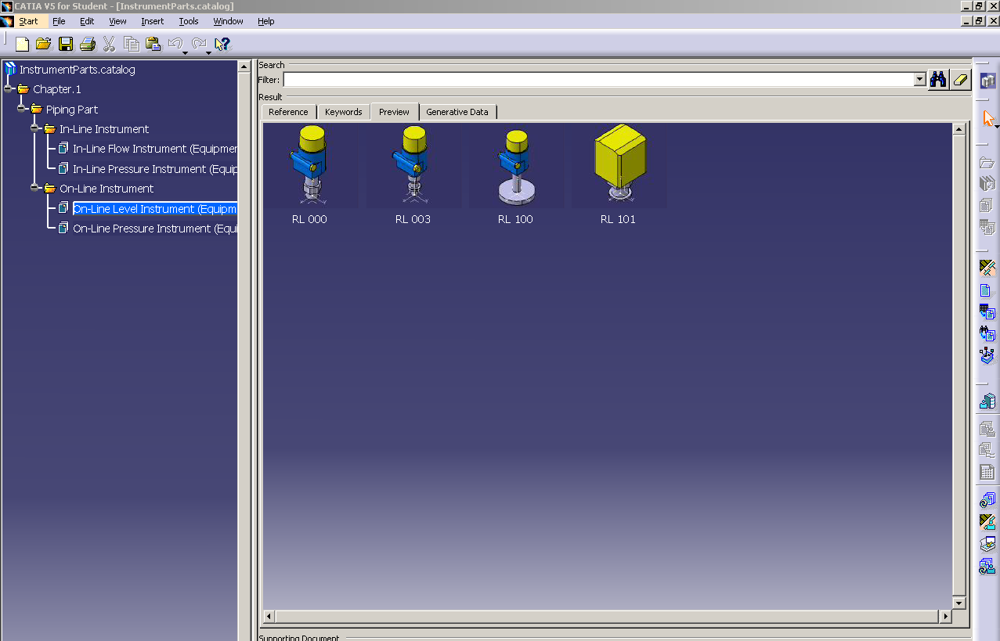 CATIA V5 for Student - [InstrumentParts.catalog]
Start File Edit View Insert Tools Window Help
InstrumentParts.catalog
Chapter.1
Piping Part
In-Line Instrument
In-Line Flow Instrument (Equipmer
In-Line Pressure Instrument (Equip
On-Line Instrument
On-Line Level Instrument (Equipm
On-Line Pressure Instrument (Equi
Search
Filter:
Result
Reference Keywords Preview Generative Data
RL 000 RL 003 RL 100 RL 101
Supporting Document